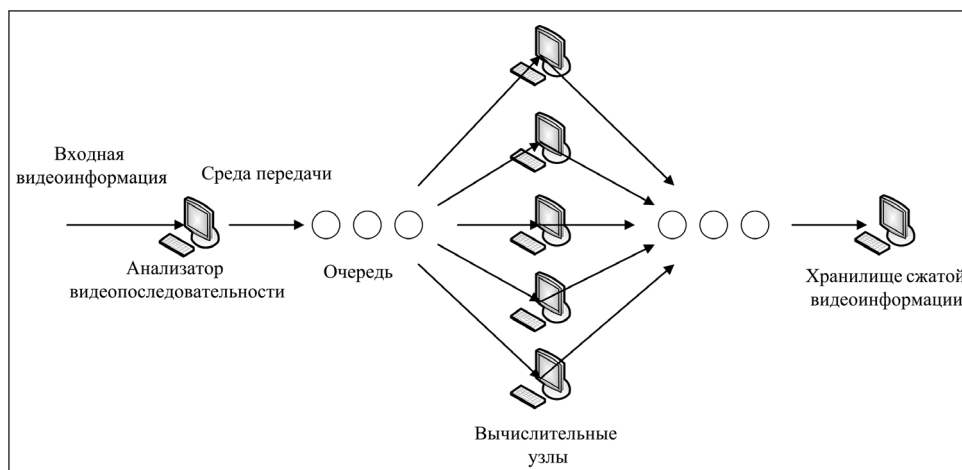 Входная
видеоинформация
Среда передачи
Анализатор
видеопоследовательности
Очередь
Вычислительные
узлы
Хранилище сжатой
видеоинформации